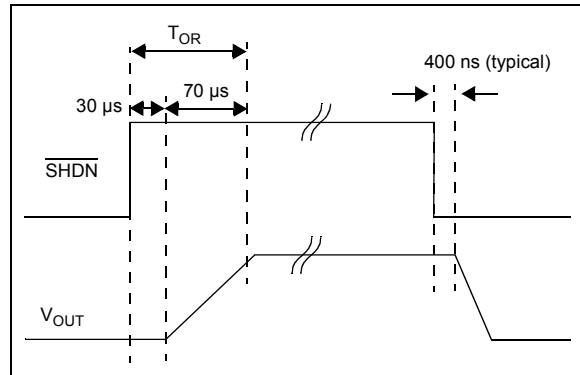 T_OR
400 ns (typical)
30 µs
70 µs
SHDN
V_OUT